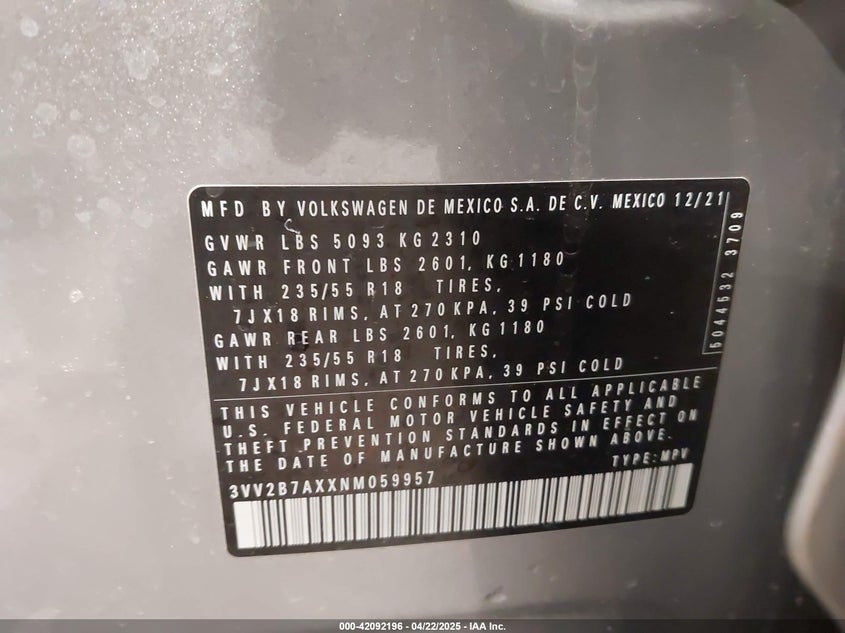 MFD BY VOLKSWAGEN DE MEXICO S.A. DE C.V. MEXICO 12/21
GVWR LBS 5093 KG 2310
GAWR FRONT LBS 2601, KG 1180
WITH 235/55 R18 TIRES,
7JX18 RIMS, AT 270 KPA, 39 PSI COLD
GAWR REAR LBS 2601, KG 1180
WITH 235/55 R18 TIRES,
7JX18 RIMS, AT 270 KPA, 39 PSI COLD
5044532 3709
THIS VEHICLE CONFORMS TO ALL APPLICABLE
U.S. FEDERAL MOTOR VEHICLE SAFETY AND
THEFT PREVENTION STANDARDS IN EFFECT ON
THE DATE OF MANUFACTURE SHOWN ABOVE.
TYPE: MPV
3VV2B7AXXNM059957
000-42092196 - 04/22/2025 - IAA Inc.